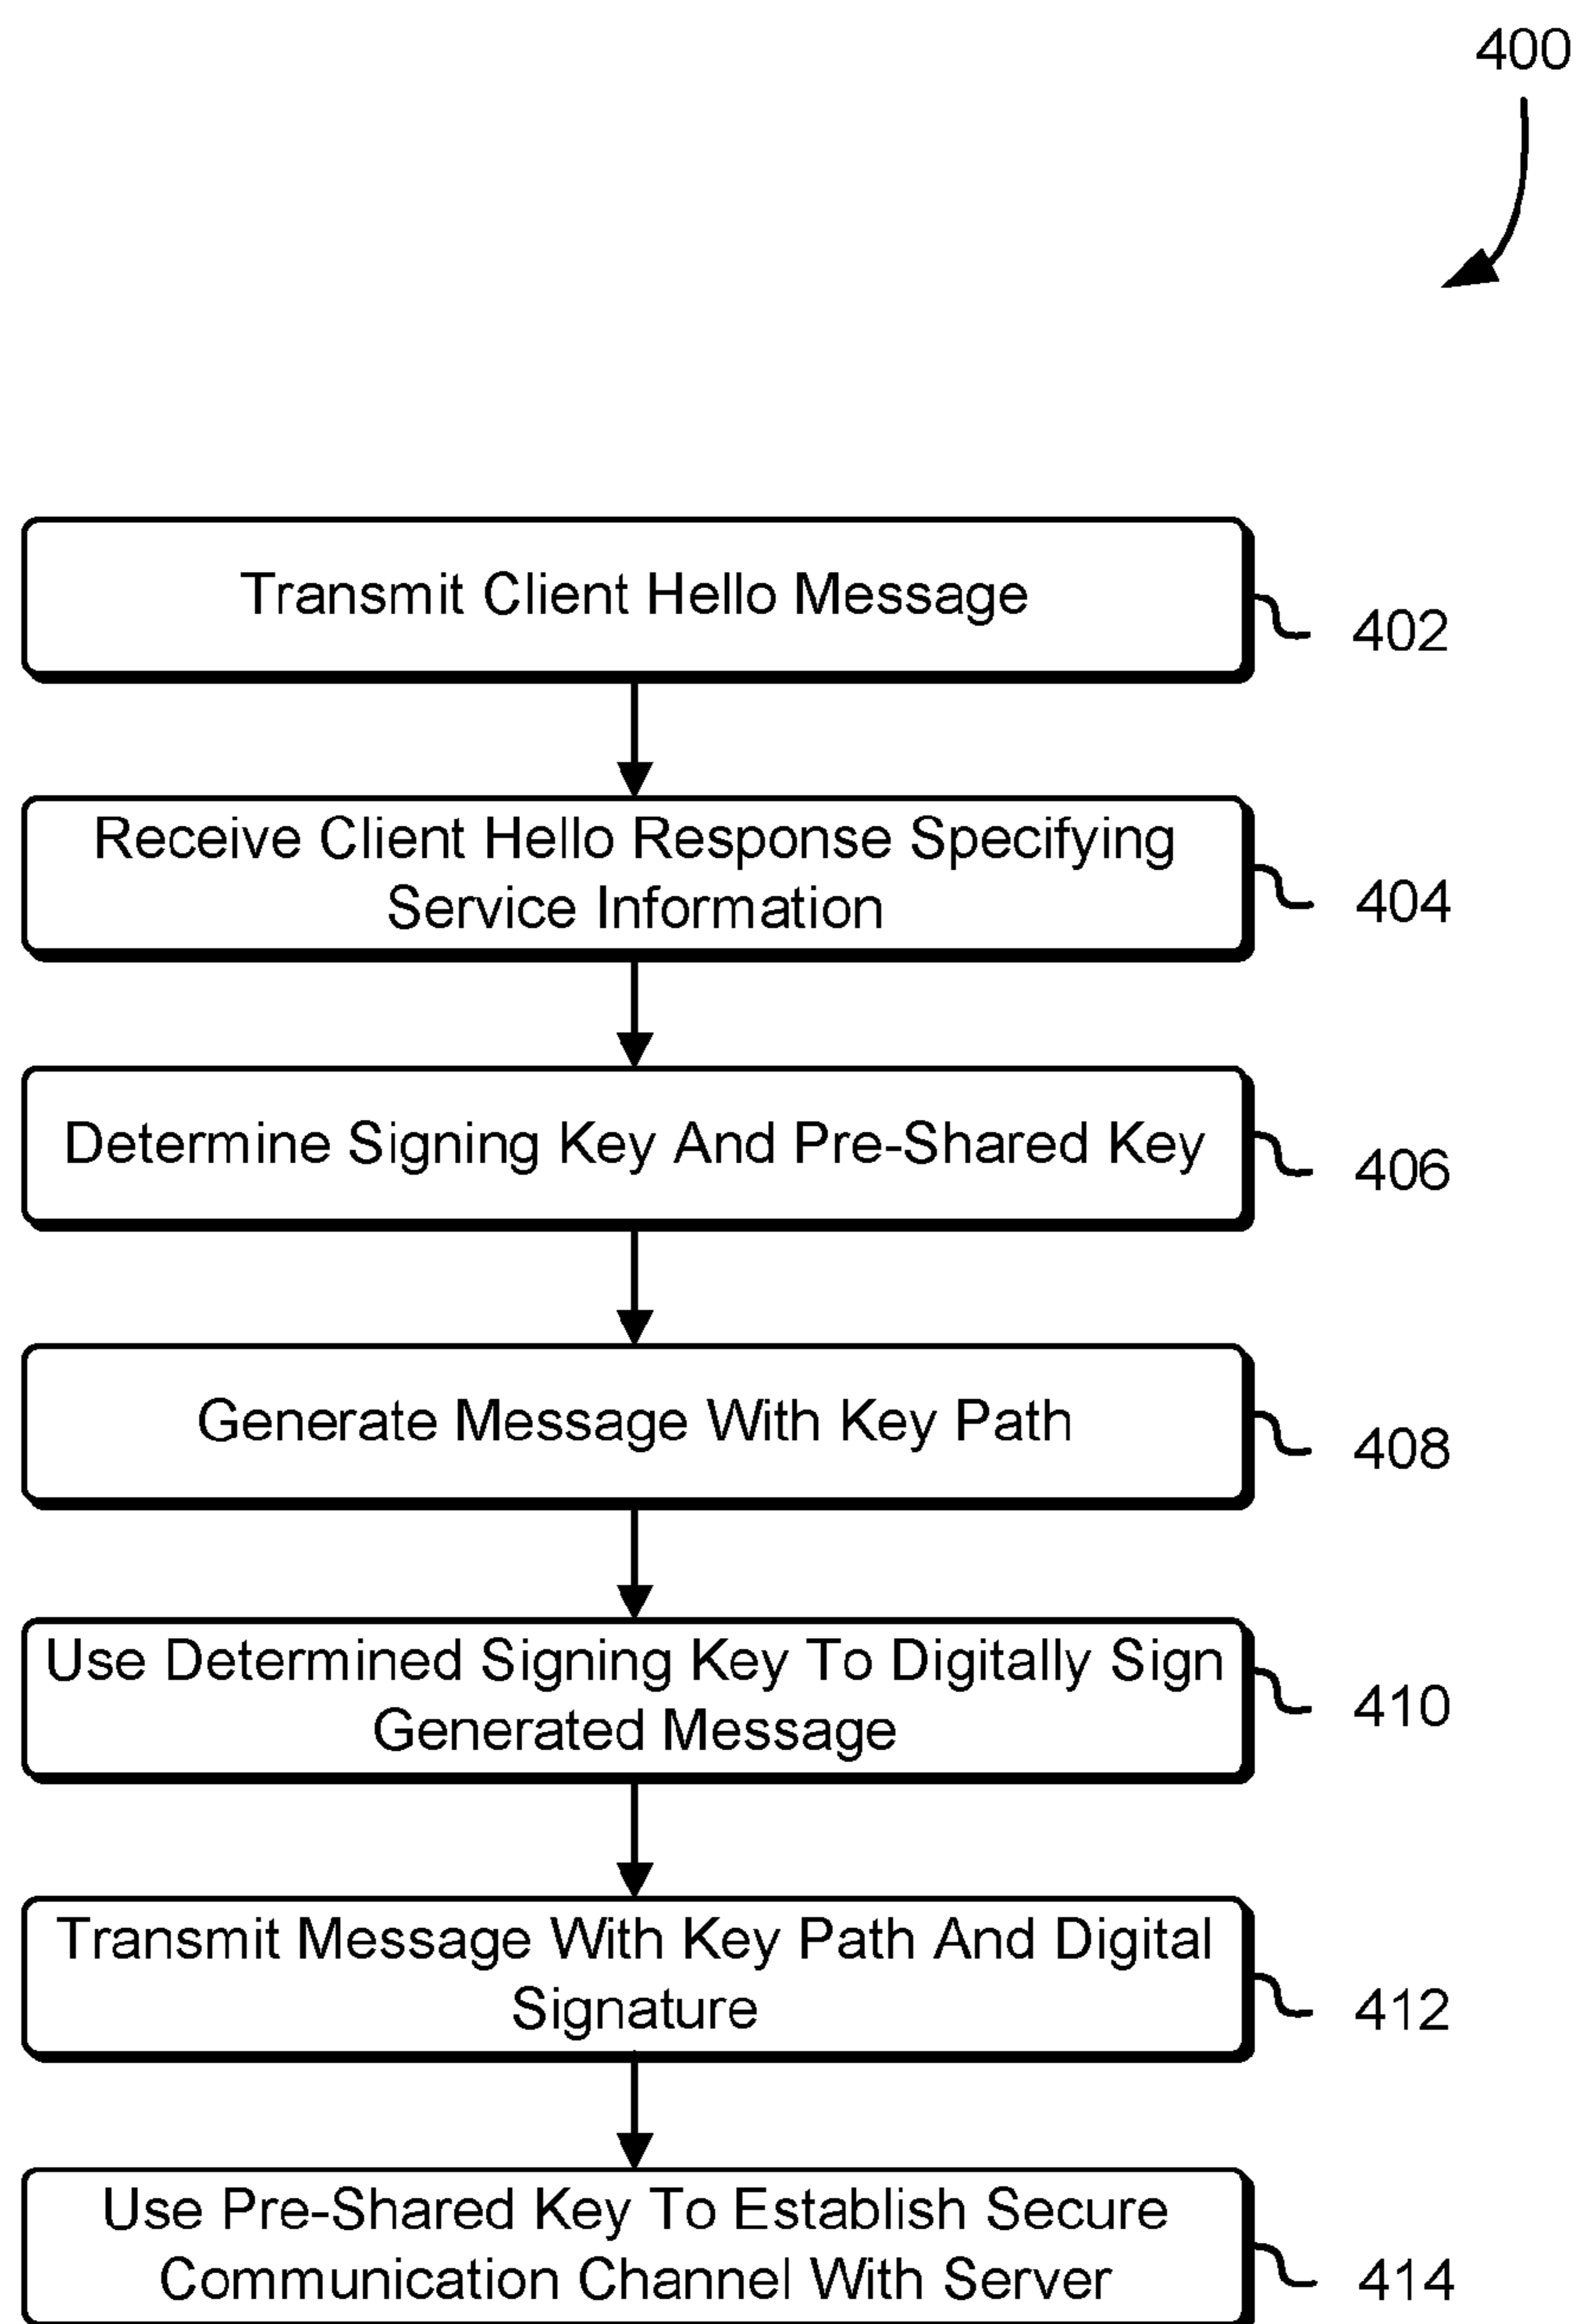 400
Transmit Client Hello Message
402
Receive Client Hello Response Specifying
Service Information
404
Determine Signing Key And Pre-Shared Key
406
Generate Message With Key Path
408
Use Determined Signing Key To Digitally Sign
Generated Message
410
Transmit Message With Key Path And Digital
Signature
412
Use Pre-Shared Key To Establish Secure
Communication Channel With Server
414